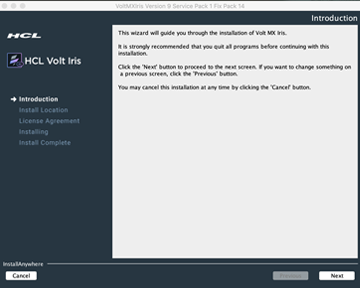 VoltMXIris Version 9 Service Pack 1 Fix Pack 14
Introduction
HCL
HCL Volt Iris
Introduction
Install Location
License Agreement
Installing
Install Complete
This wizard will guide you through the installation of Volt MX Iris.
It is strongly recommended that you quit all programs before continuing with this
installation.
Click the 'Next' button to proceed to the next screen. If you want to change something on
a previous screen, click the 'Previous' button.
You may cancel this installation at any time by clicking the 'Cancel' button.
InstallAnywhere
Cancel
Previous
Next